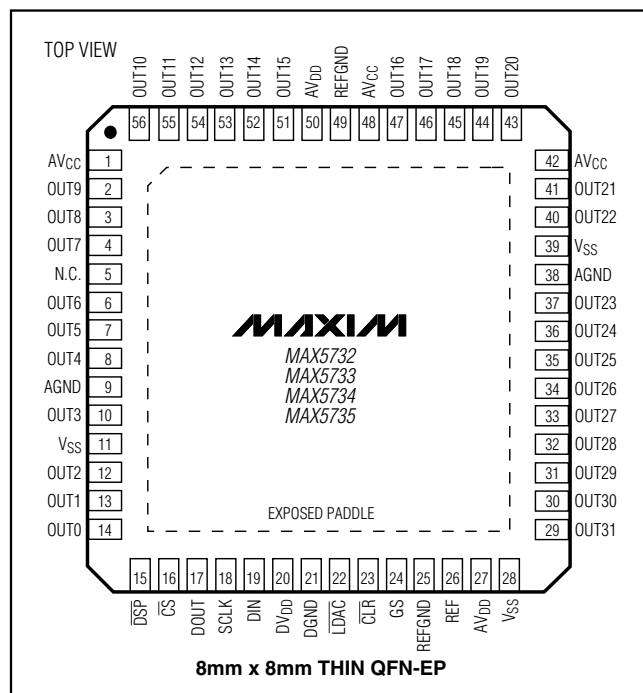 TOP VIEW
OUT10
OUT11
OUT12
OUT13
OUT14
OUT15
AVDD
REFGND
AVCC
OUT16
OUT17
OUT18
OUT19
OUT20
56 55 54 53 52 51 50 49 48 47 46 45 44 43
AVCC 1
OUT9 2
OUT8 3
OUT7 4
N.C. 5
OUT6 6
OUT5 7
OUT4 8
AGND 9
OUT3 10
VSS 11
OUT2 12
OUT1 13
OUT0 14
MAXIM
MAX5732
MAX5733
MAX5734
MAX5735
EXPOSED PADDLE
42 AVCC
41 OUT21
40 OUT22
39 VSS
38 AGND
37 OUT23
36 OUT24
35 OUT25
34 OUT26
33 OUT27
32 OUT28
31 OUT29
30 OUT30
29 OUT31
15 16 17 18 19 20 21 22 23 24 25 26 27 28
DSP
CS
DOUT
SCLK
DIN
DVDD
DGND
LDAC
CLR
GS
REFGND
REF
AVDD
VSS
8mm x 8mm THIN QFN-EP